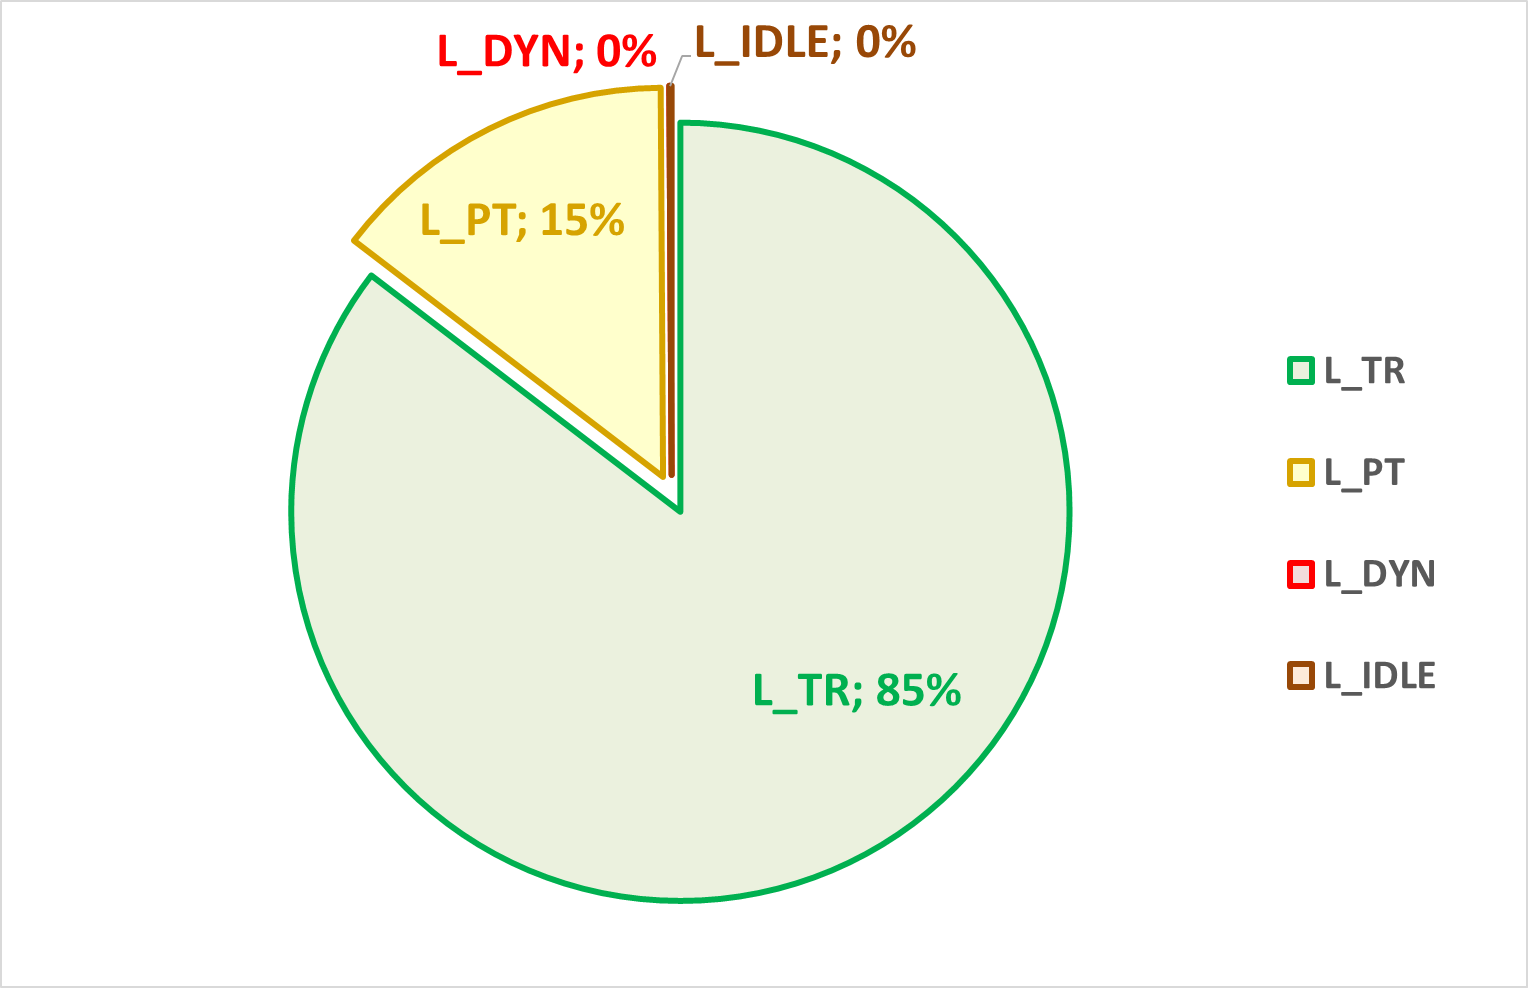 L_DYN; 0%
L_IDLE; 0%
L_PT; 15%
L_TR; 85%
L_TR
L_PT
L_DYN
L_IDLE